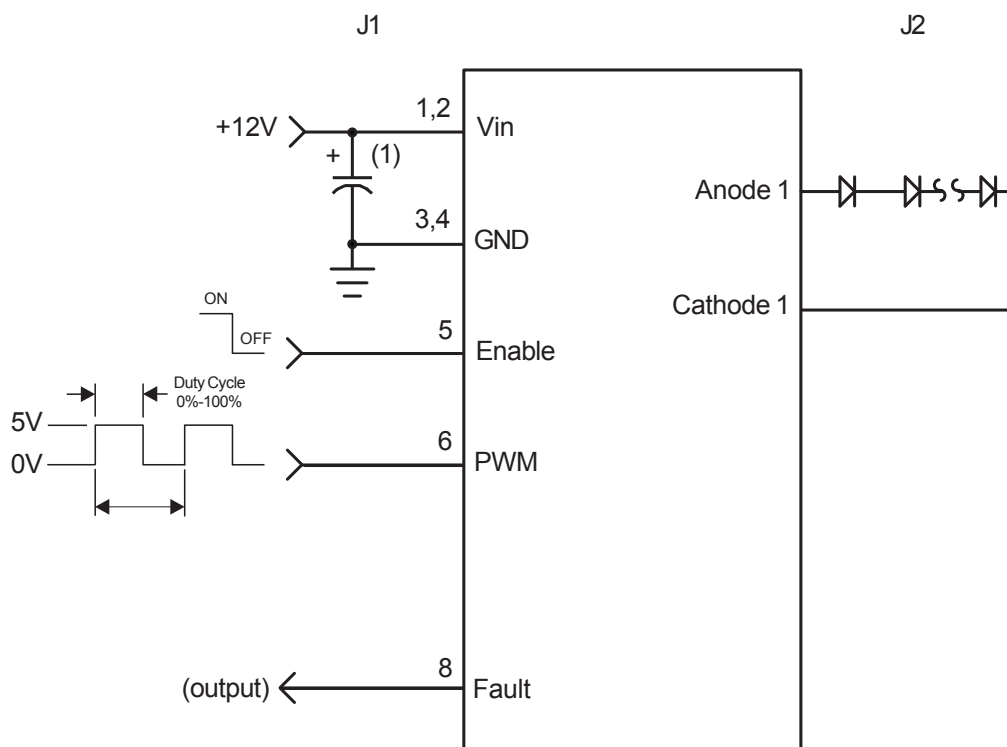 J1
J2
+12V
1,2
Vin
+
(1)
Anode 1
3,4
GND
Cathode 1
ON
OFF
5
Enable
Duty Cycle
0%-100%
5V
0V
6
PWM
(output)
8
Fault